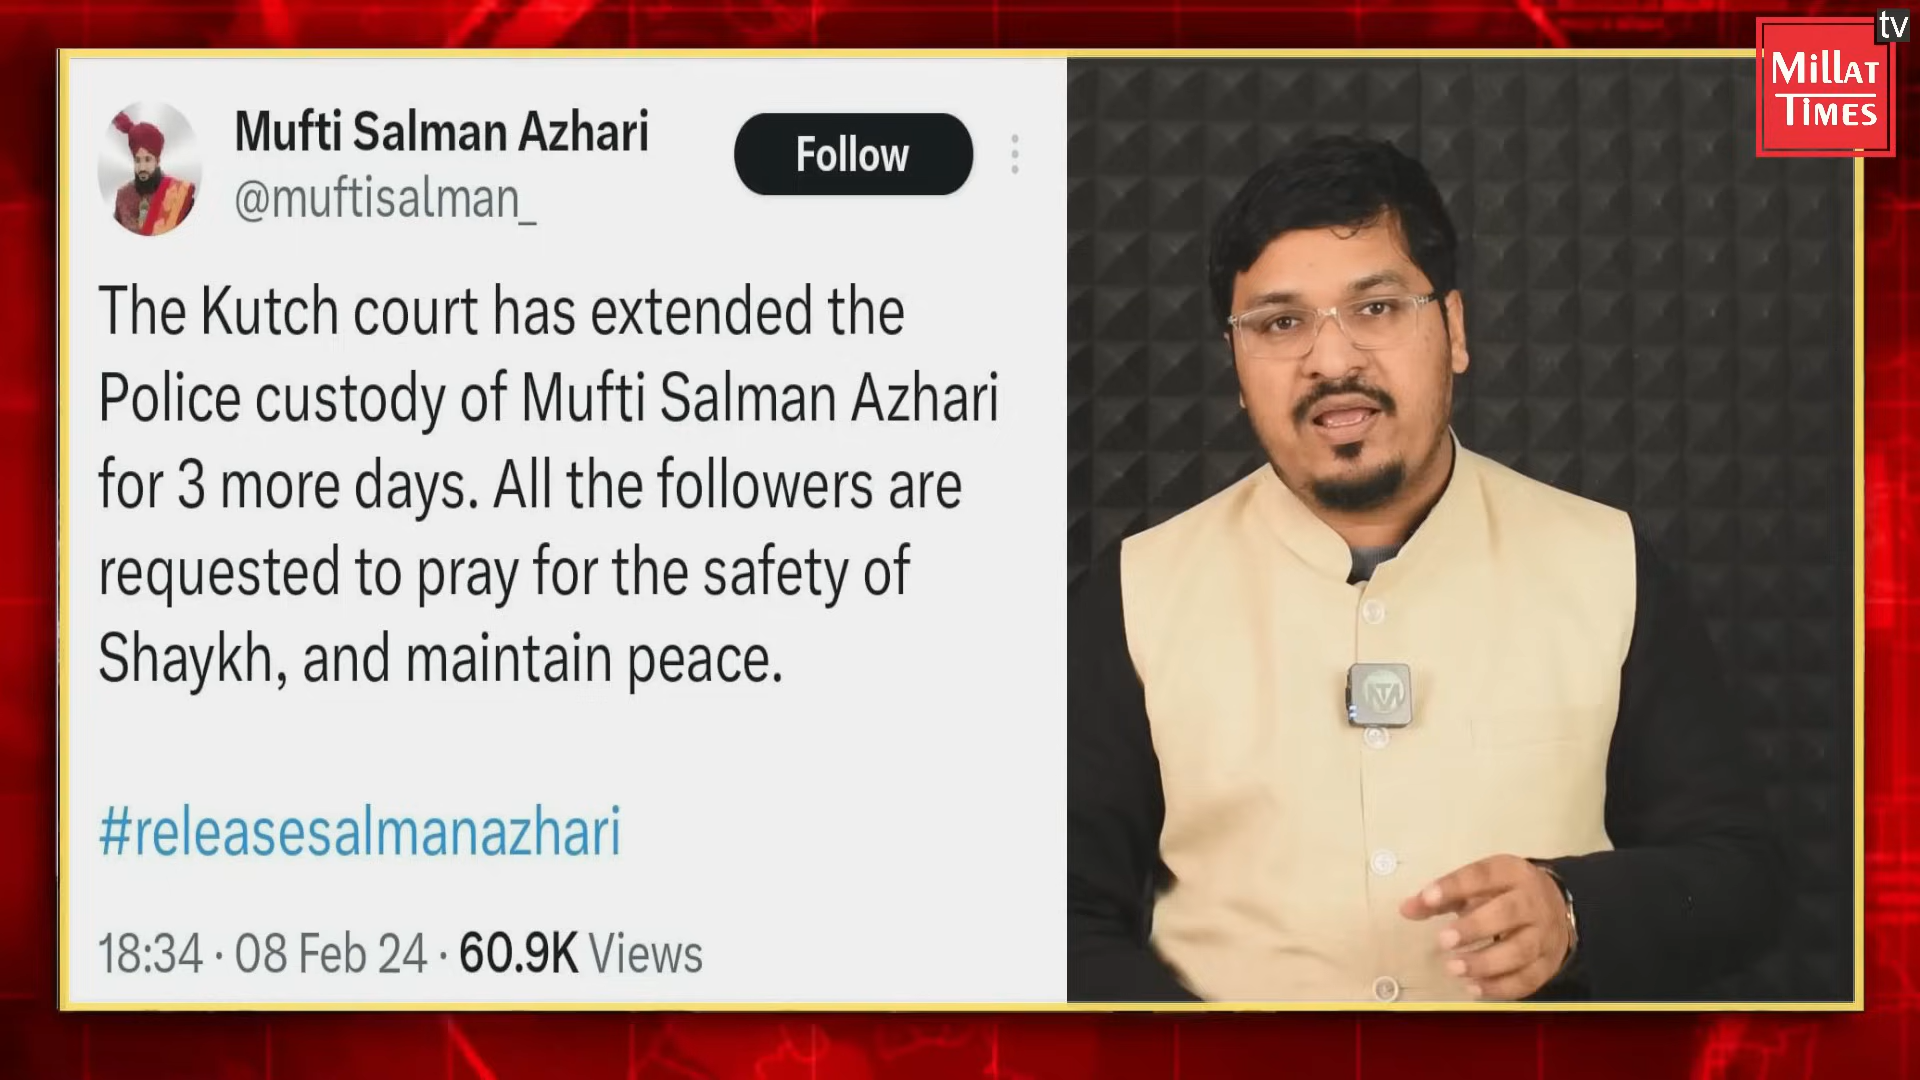 Mufti Salman Azhari
@muftisalman_
Follow
The Kutch court has extended the
Police custody of Mufti Salman Azhari
for 3 more days. All the followers are
requested to pray for the safety of
Shaykh, and maintain peace.
#releasesalmanazhari
18:34 · 08 Feb 24 · 60.9K Views
tv
MillAT
TIMES